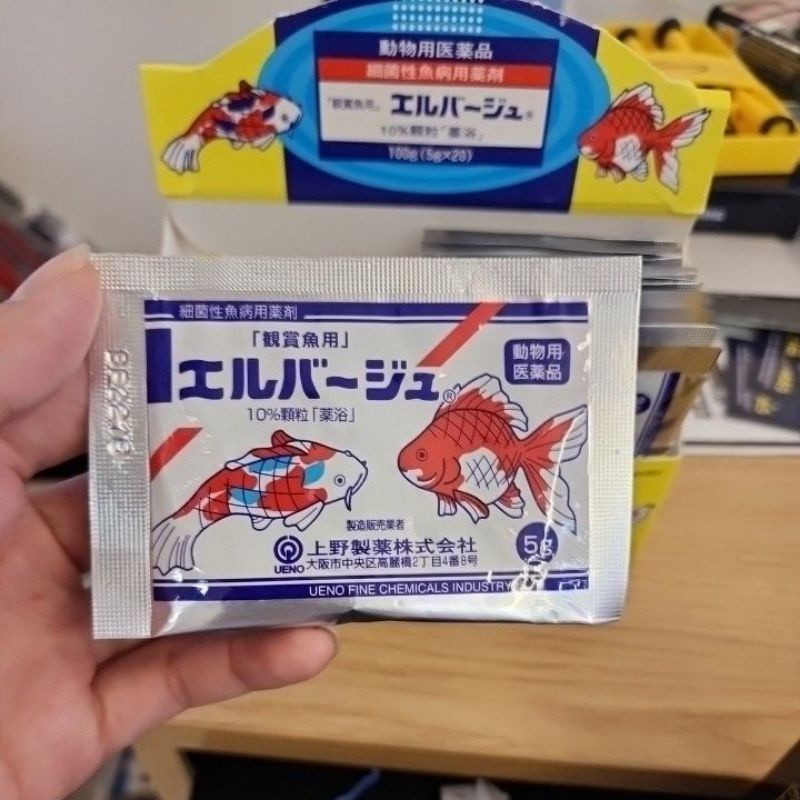 動物用医薬品
細菌性魚病用薬剤
「観賞魚用」エルバージュ®
10%顆粒「薬浴」
100g(5g×20)
細菌性魚病用薬剤
「観賞魚用」
エルバージュ®
動物用
医薬品
10%顆粒「薬浴」
製造販売業者
UENO
上野製薬株式会社
大阪市中央区高麗橋2丁目4番8号
5g
UENO FINE CHEMICALS INDUSTRY